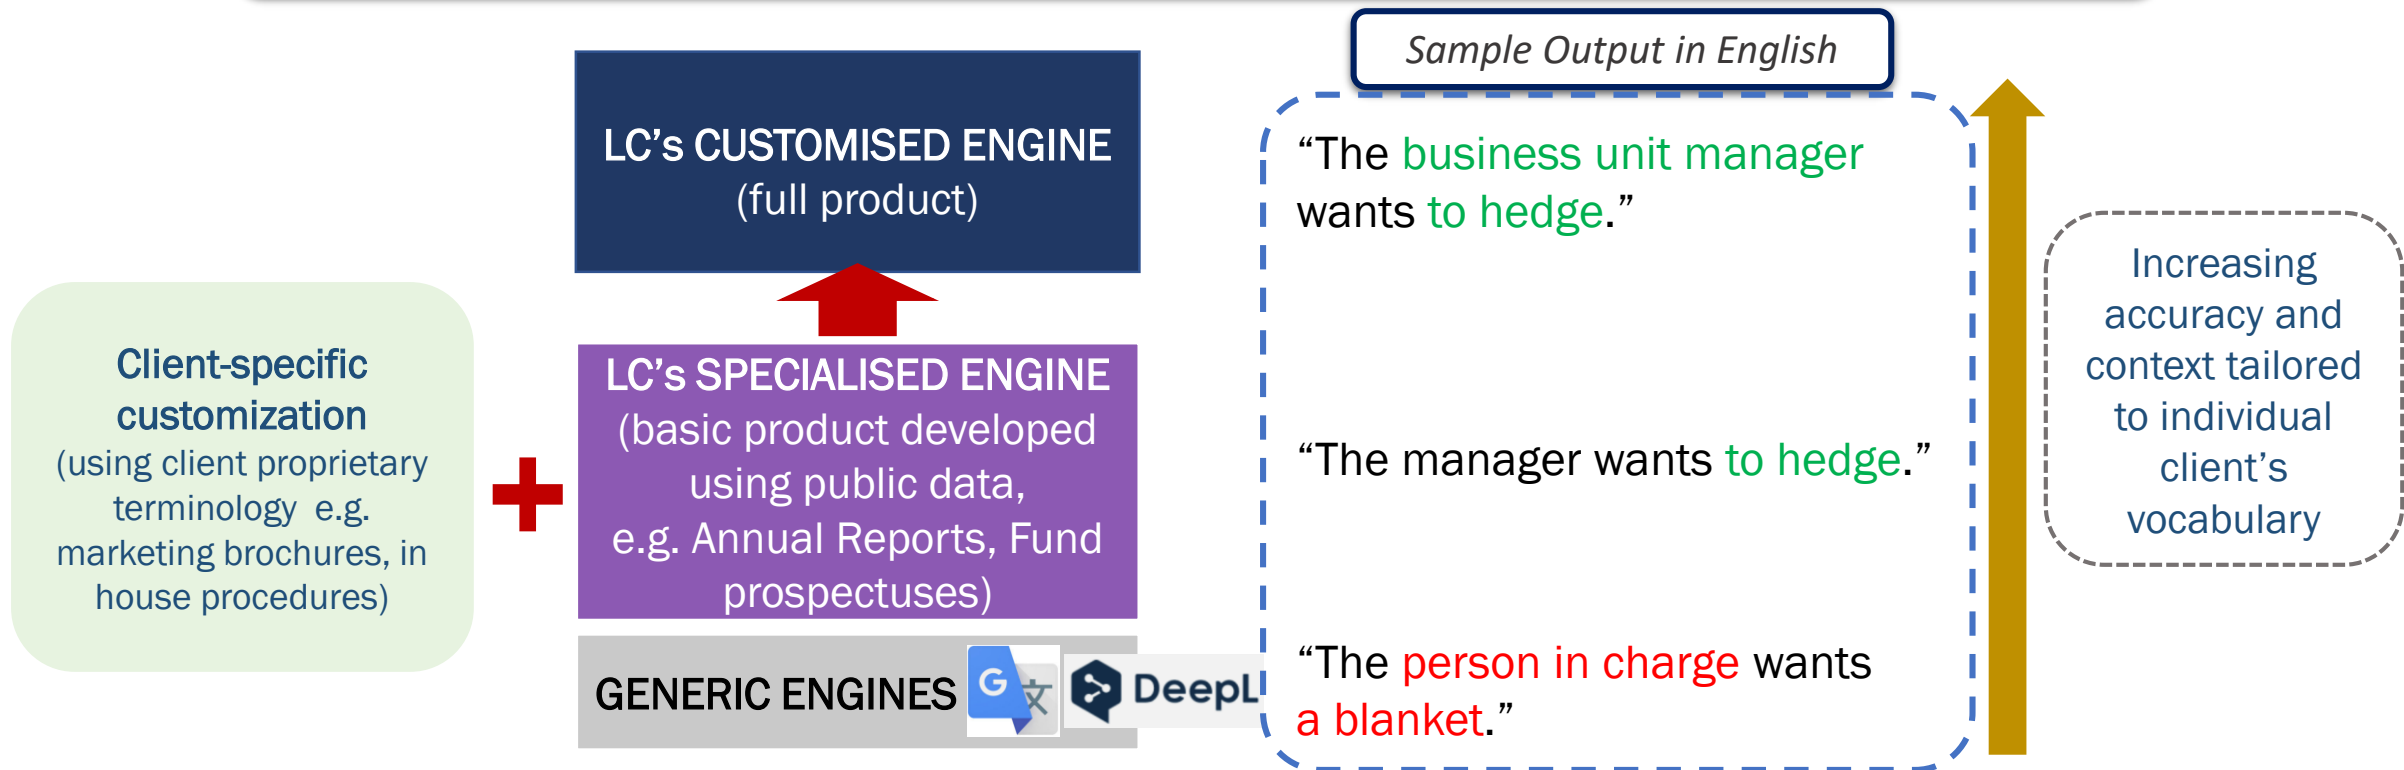 Sample Output in English
LC’s CUSTOMISED ENGINE
(full product)
“The business unit manager
wants to hedge.”
Client-specific
customization
(using client proprietary
terminology e.g.
marketing brochures, in
house procedures)
LC’s SPECIALISED ENGINE
(basic product developed
using public data,
e.g. Annual Reports, Fund
prospectuses)
“The manager wants to hedge.”
Increasing
accuracy and
context tailored
to individual
client’s
vocabulary
GENERIC ENGINES
G 文
DeepL
“The person in charge wants
a blanket.”